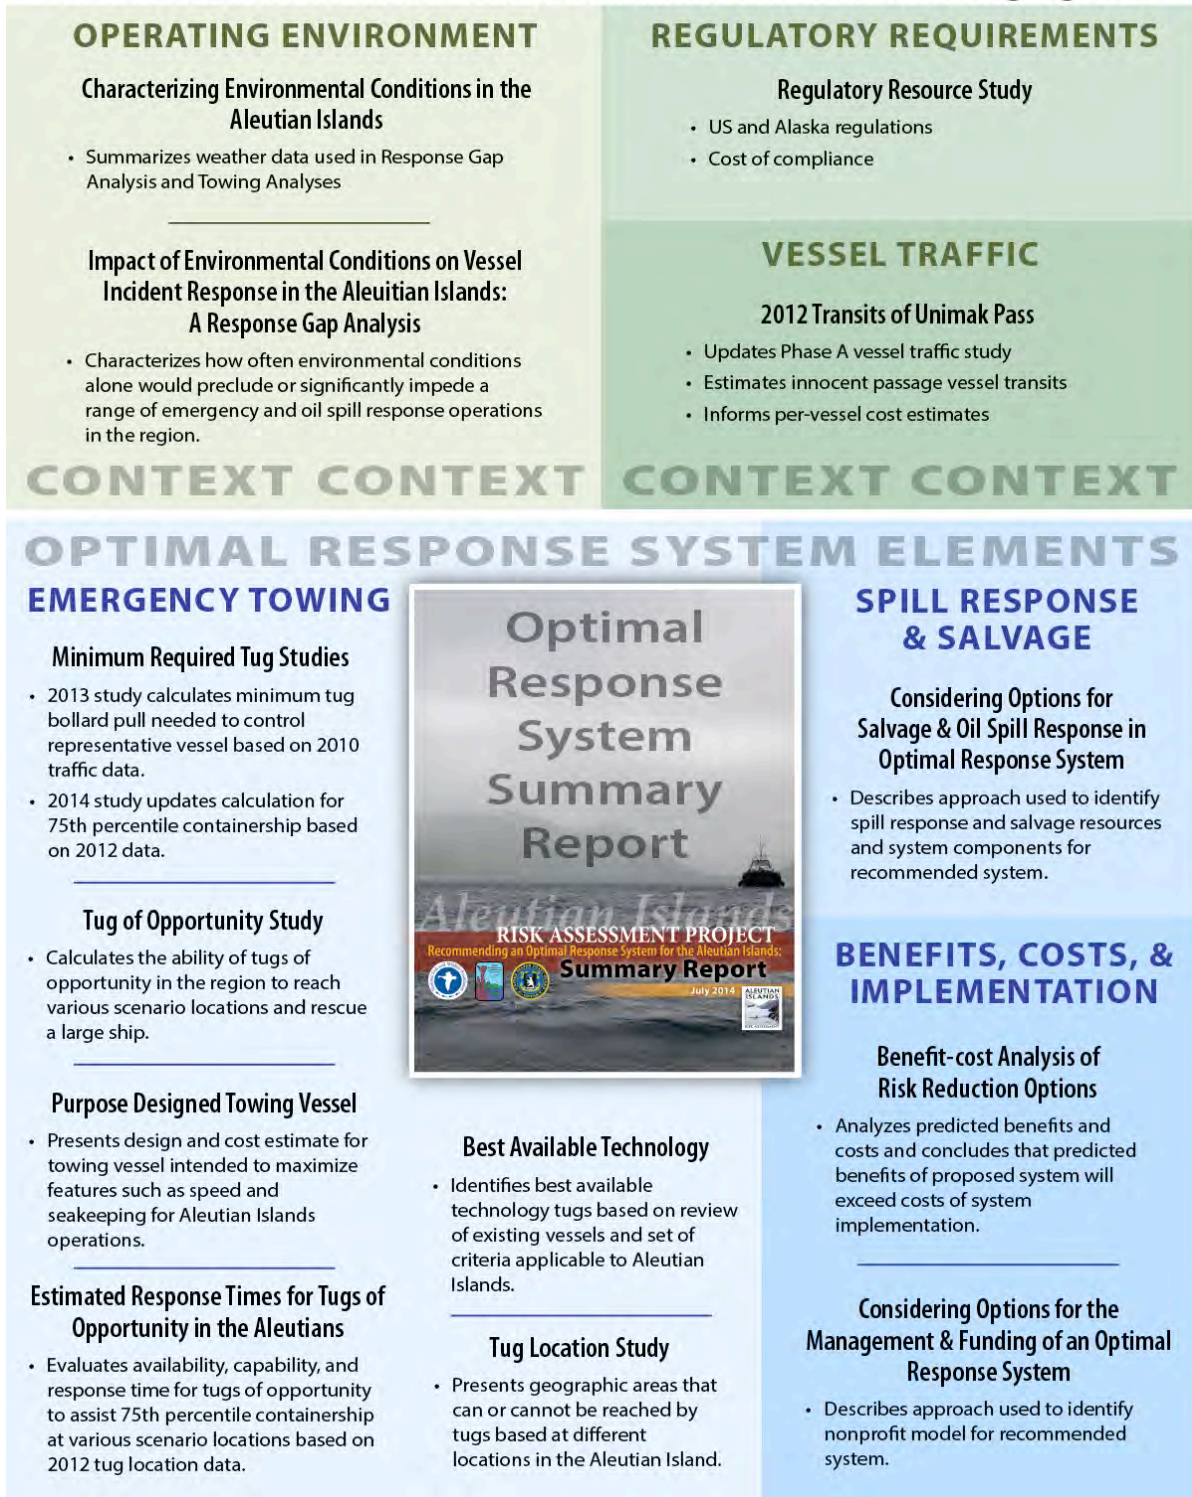 OPERATING ENVIRONMENT
Characterizing Environmental Conditions in the
Aleutian Islands
• Summarizes weather data used in Response Gap
Analysis and Towing Analyses
Impact of Environmental Conditions on Vessel
Incident Response in the Aleuitian Islands:
A Response Gap Analysis
• Characterizes how often environmental conditions
alone would preclude or significantly impede a
range of emergency and oil spill response operations
in the region.
CONTEXT CONTEXT
REGULATORY REQUIREMENTS
Regulatory Resource Study
• US and Alaska regulations
• Cost of compliance
VESSEL TRAFFIC
2012 Transits of Unimak Pass
• Updates Phase A vessel traffic study
• Estimates innocent passage vessel transits
• Informs per-vessel cost estimates
CONTEXT CONTEXT
OPTIMAL RESPONSE SYSTEM ELEMENTS
EMERGENCY TOWING
Minimum Required Tug Studies
• 2013 study calculates minimum tug
bollard pull needed to control
representative vessel based on 2010
traffic data.
• 2014 study updates calculation for
75th percentile containership based
on 2012 data.
Tug of Opportunity Study
• Calculates the ability of tugs of
opportunity in the region to reach
various scenario locations and rescue
a large ship.
Purpose Designed Towing Vessel
• Presents design and cost estimate for
towing vessel intended to maximize
features such as speed and
seakeeping for Aleutian Islands
operations.
Estimated Response Times for Tugs of
Opportunity in the Aleutians
• Evaluates availability, capability, and
response time for tugs of opportunity
to assist 75th percentile containership
at various scenario locations based on
2012 tug location data.
Optimal
Response
System
Summary
Report
Aleutian Islands
RISK ASSESSMENT PROJECT
Recommending an Optimal Response System for the Aleutian Islands:
Summary Report
July 2014
ALEUTIAN
ISLANDS
RISK ASSESSMENT
Best Available Technology
• Identifies best available
technology tugs based on review
of existing vessels and set of
criteria applicable to Aleutian
Islands.
Tug Location Study
• Presents geographic areas that
can or cannot be reached by
tugs based at different
locations in the Aleutian Island.
SPILL RESPONSE
& SALVAGE
Considering Options for
Salvage & Oil Spill Response in
Optimal Response System
• Describes approach used to identify
spill response and salvage resources
and system components for
recommended system.
BENEFITS, COSTS, &
IMPLEMENTATION
Benefit-cost Analysis of
Risk Reduction Options
• Analyzes predicted benefits and
costs and concludes that predicted
benefits of proposed system will
exceed costs of system
implementation.
Considering Options for the
Management & Funding of an Optimal
Response System
• Describes approach used to identify
nonprofit model for recommended
system.